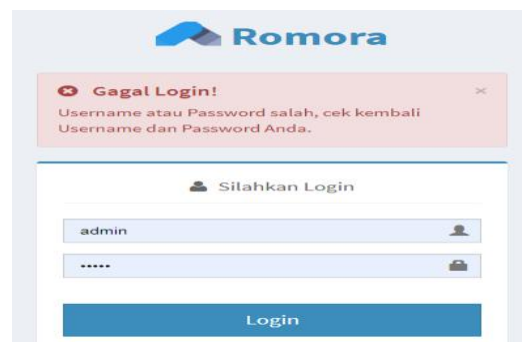 Romora
Gagal Login!
×
Username atau Password salah, cek kembali
Username dan Password Anda.
Silahkan Login
admin
•••••
Login